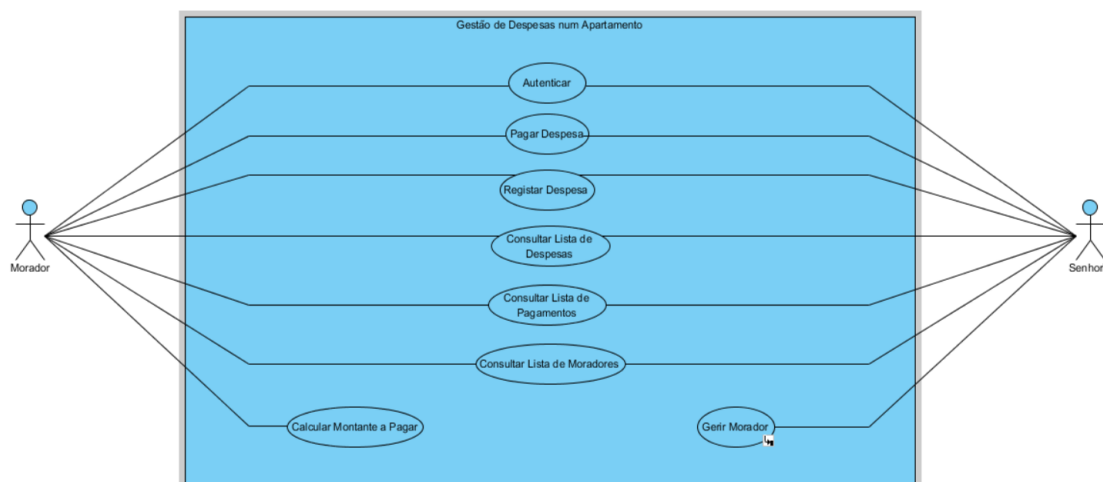 Gestão de Despesas num Apartamento
Autenticar
Pagar Despesa
Registar Despesa
Consultar Lista de
Despesas
Consultar Lista de
Pagamentos
Consultar Lista de Moradores
Calcular Montante a Pagar
Gerir Morador
Morador
Senhor